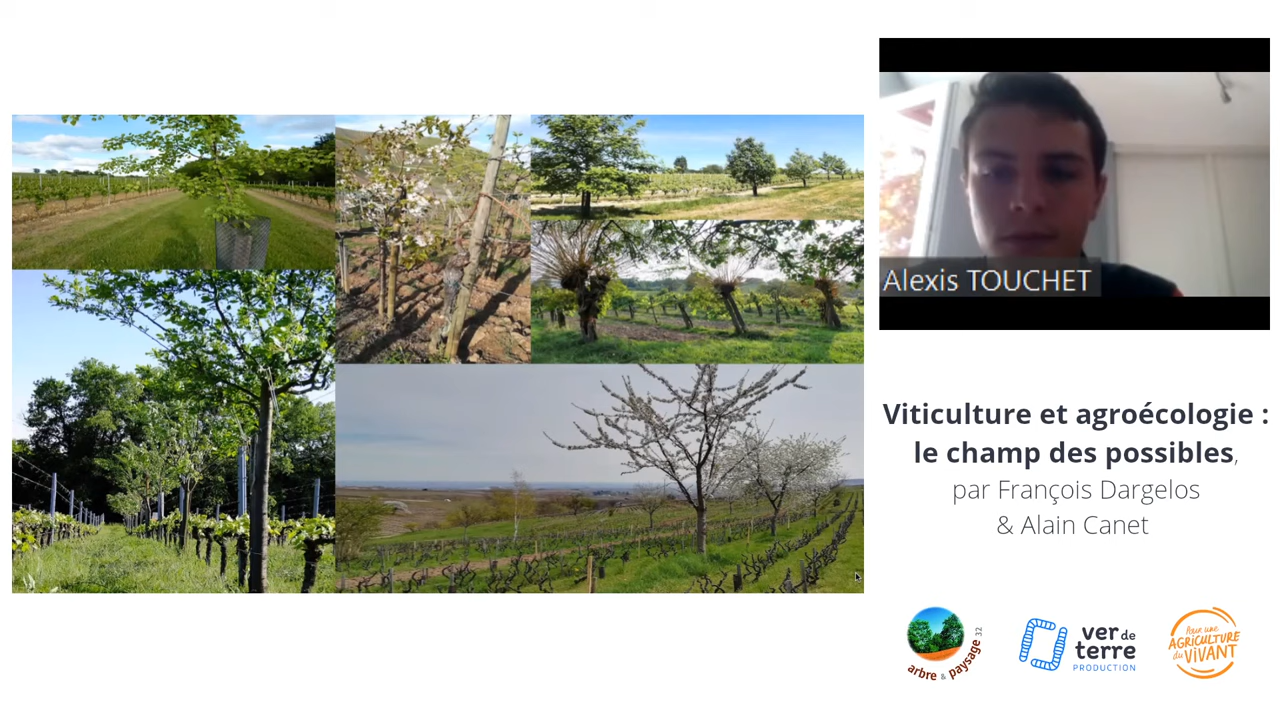 Alexis TOUCHET
Viticulture et agroécologie :
le champ des possibles,
par François Dargelos
& Alain Canet
arbre & paysage 32
ver de
terre
PRODUCTION
Pour une
AGRICULTURE
du VIVANT